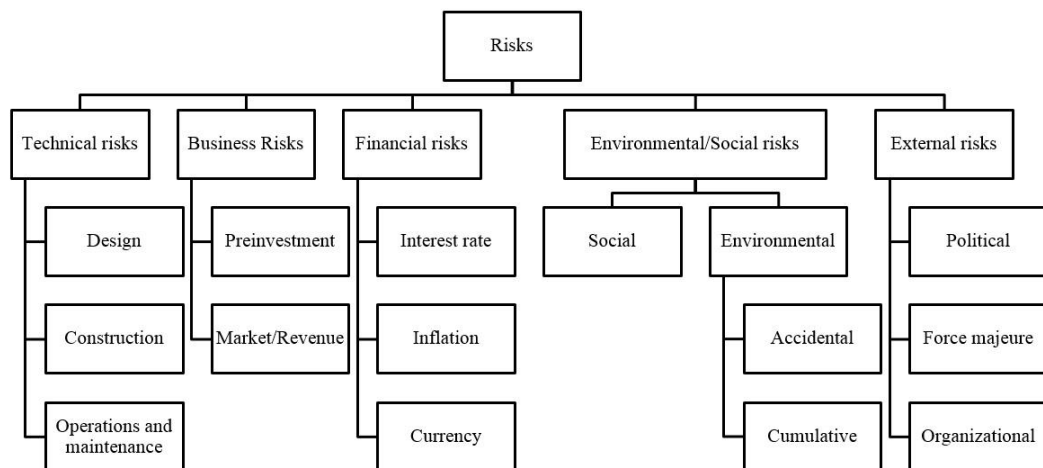 Risks
Technical risks
Business Risks
Financial risks
Environmental/Social risks
External risks
Design
Preinvestment
Interest rate
Social
Environmental
Political
Construction
Market/Revenue
Inflation
Accidental
Force majeure
Operations and
maintenance
Currency
Cumulative
Organizational